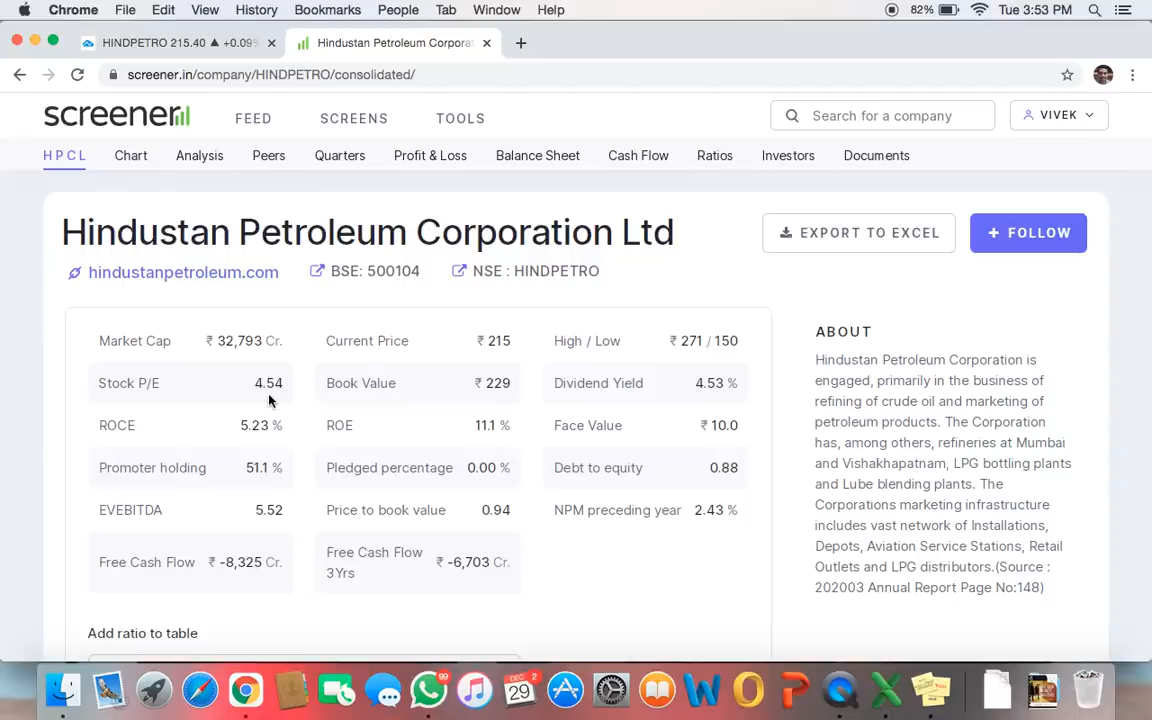 Chrome File Edit View History Bookmarks People Tab Window Help 82% Tue 3:53 PM
HINDPETRO 215.40 ▲ +0.09% × Hindustan Petroleum Corpora × +
screener.in/company/HINDPETRO/consolidated/
screener FEED SCREENS TOOLS Search for a company VIVEK
H P C L Chart Analysis Peers Quarters Profit & Loss Balance Sheet Cash Flow Ratios Investors Documents
Hindustan Petroleum Corporation Ltd EXPORT TO EXCEL + FOLLOW
hindustanpetroleum.com BSE: 500104 NSE : HINDPETRO
Market Cap ₹ 32,793 Cr. Current Price ₹ 215 High / Low ₹ 271 / 150
Stock P/E 4.54 Book Value ₹ 229 Dividend Yield 4.53 %
ROCE 5.23 % ROE 11.1 % Face Value ₹ 10.0
Promoter holding 51.1 % Pledged percentage 0.00 % Debt to equity 0.88
EVEBITDA 5.52 Price to book value 0.94 NPM preceding year 2.43 %
Free Cash Flow ₹ -8,325 Cr. Free Cash Flow
3Yrs ₹ -6,703 Cr.
Add ratio to table
ABOUT
Hindustan Petroleum Corporation is
engaged, primarily in the business of
refining of crude oil and marketing of
petroleum products. The Corporation
has, among others, refineries at Mumbai
and Vishakhapatnam, LPG bottling plants
and Lube blending plants. The
Corporations marketing infrastructure
includes vast network of Installations,
Depots, Aviation Service Stations, Retail
Outlets and LPG distributors.(Source :
202003 Annual Report Page No:148)
99
DEC 2
29